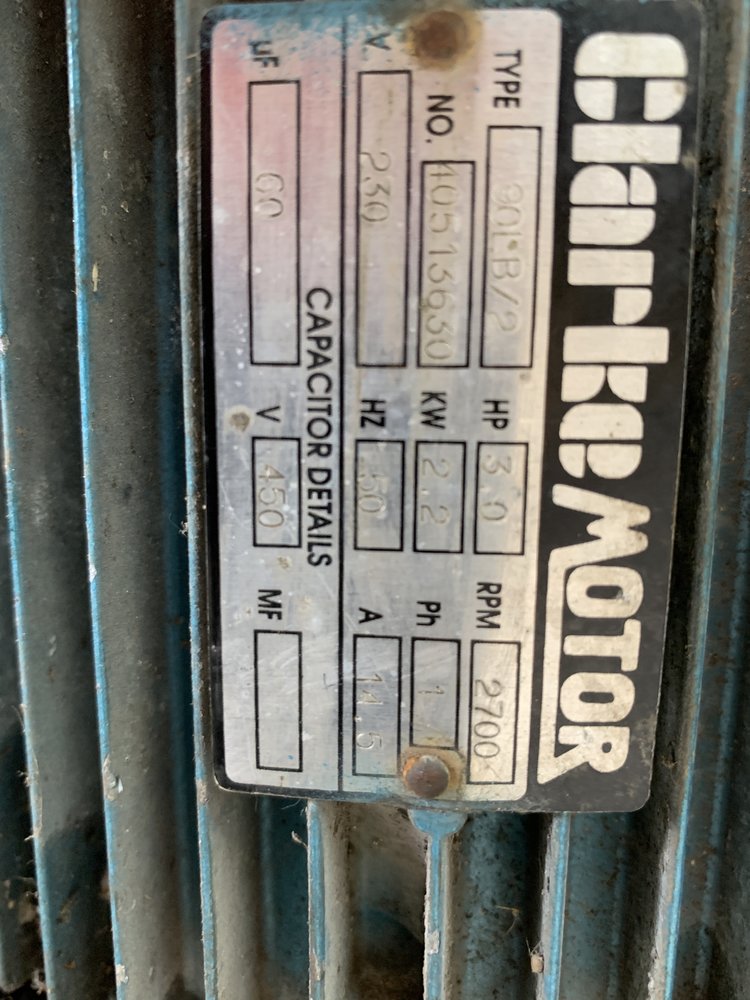 Clarke MOTOR
TYPE 90LB/2 HP 3.0 RPM 2700
NO. 40513630 KW 2.2 Ph 1
V 230 HZ 50 A 14.5
CAPACITOR DETAILS
µF 60 V 450 MF